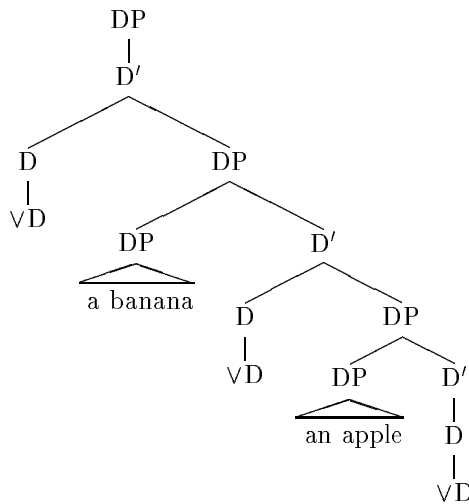 DP
D′
D DP
∨D
DP D′
a banana
D DP
∨D DP D′
an apple D
∨D